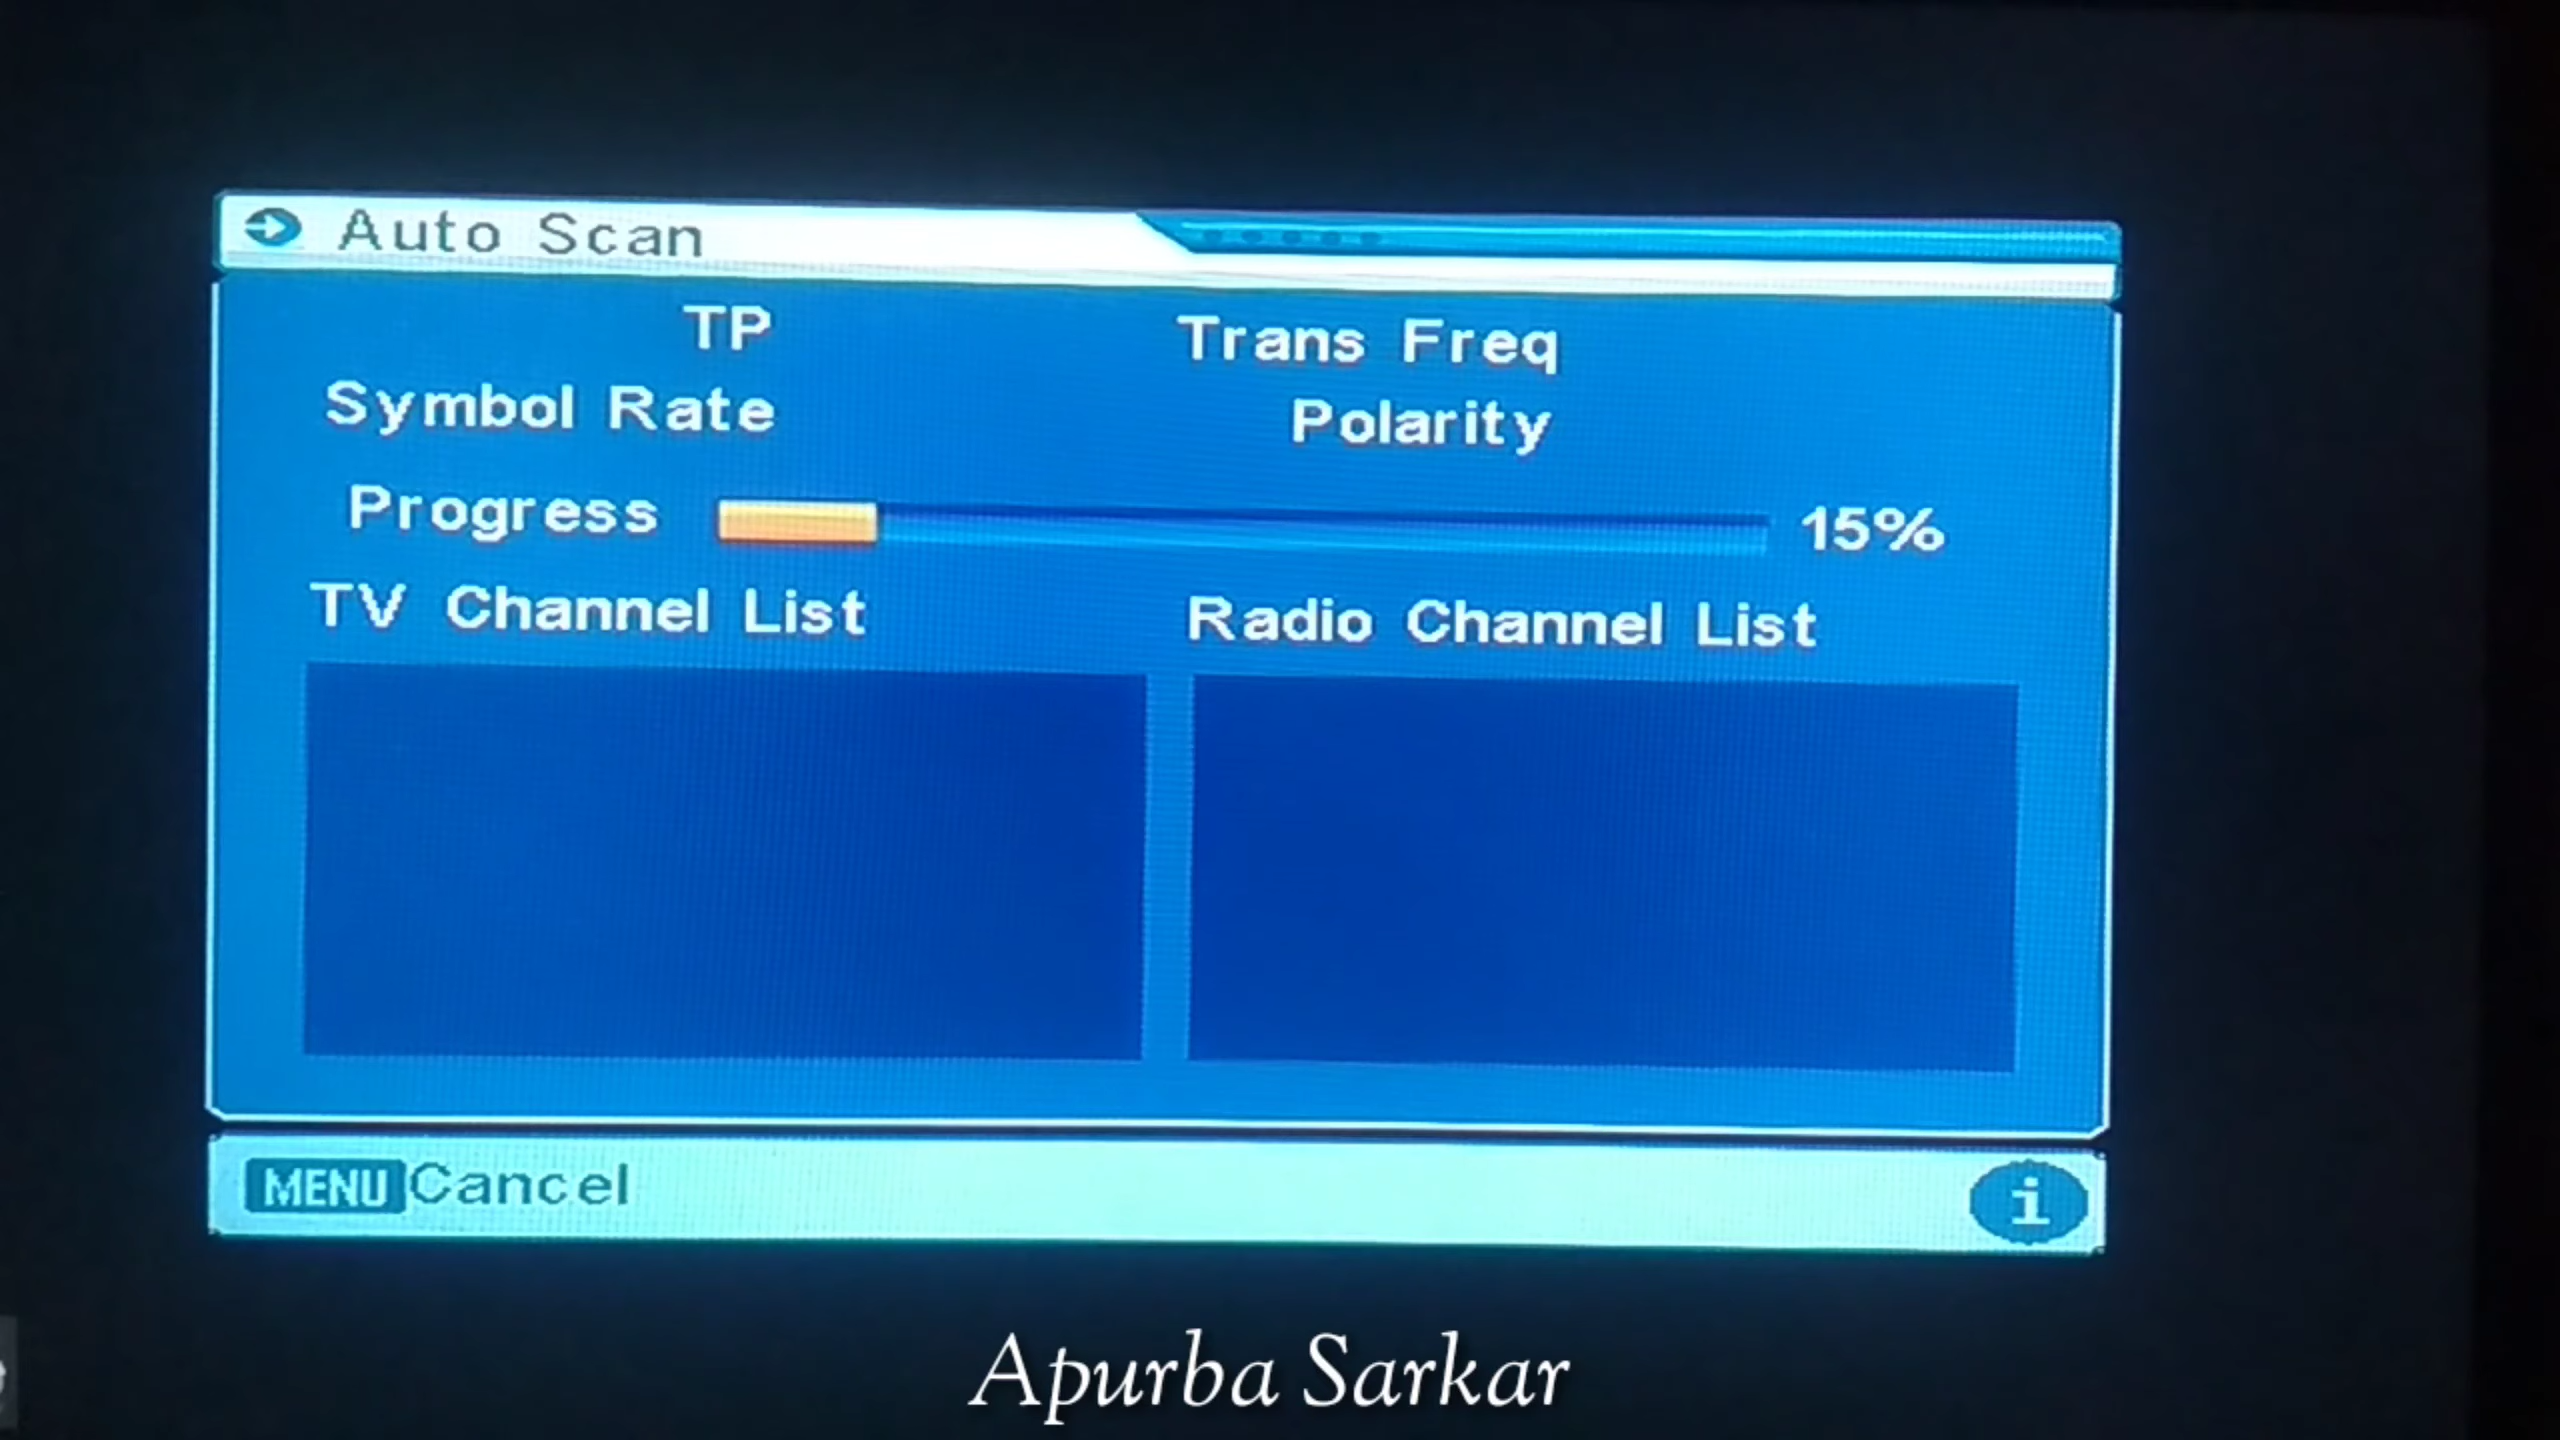 Auto Scan
TP Trans Freq
Symbol Rate Polarity
Progress 15%
TV Channel List Radio Channel List
MENU Cancel i
Apurba Sarkar